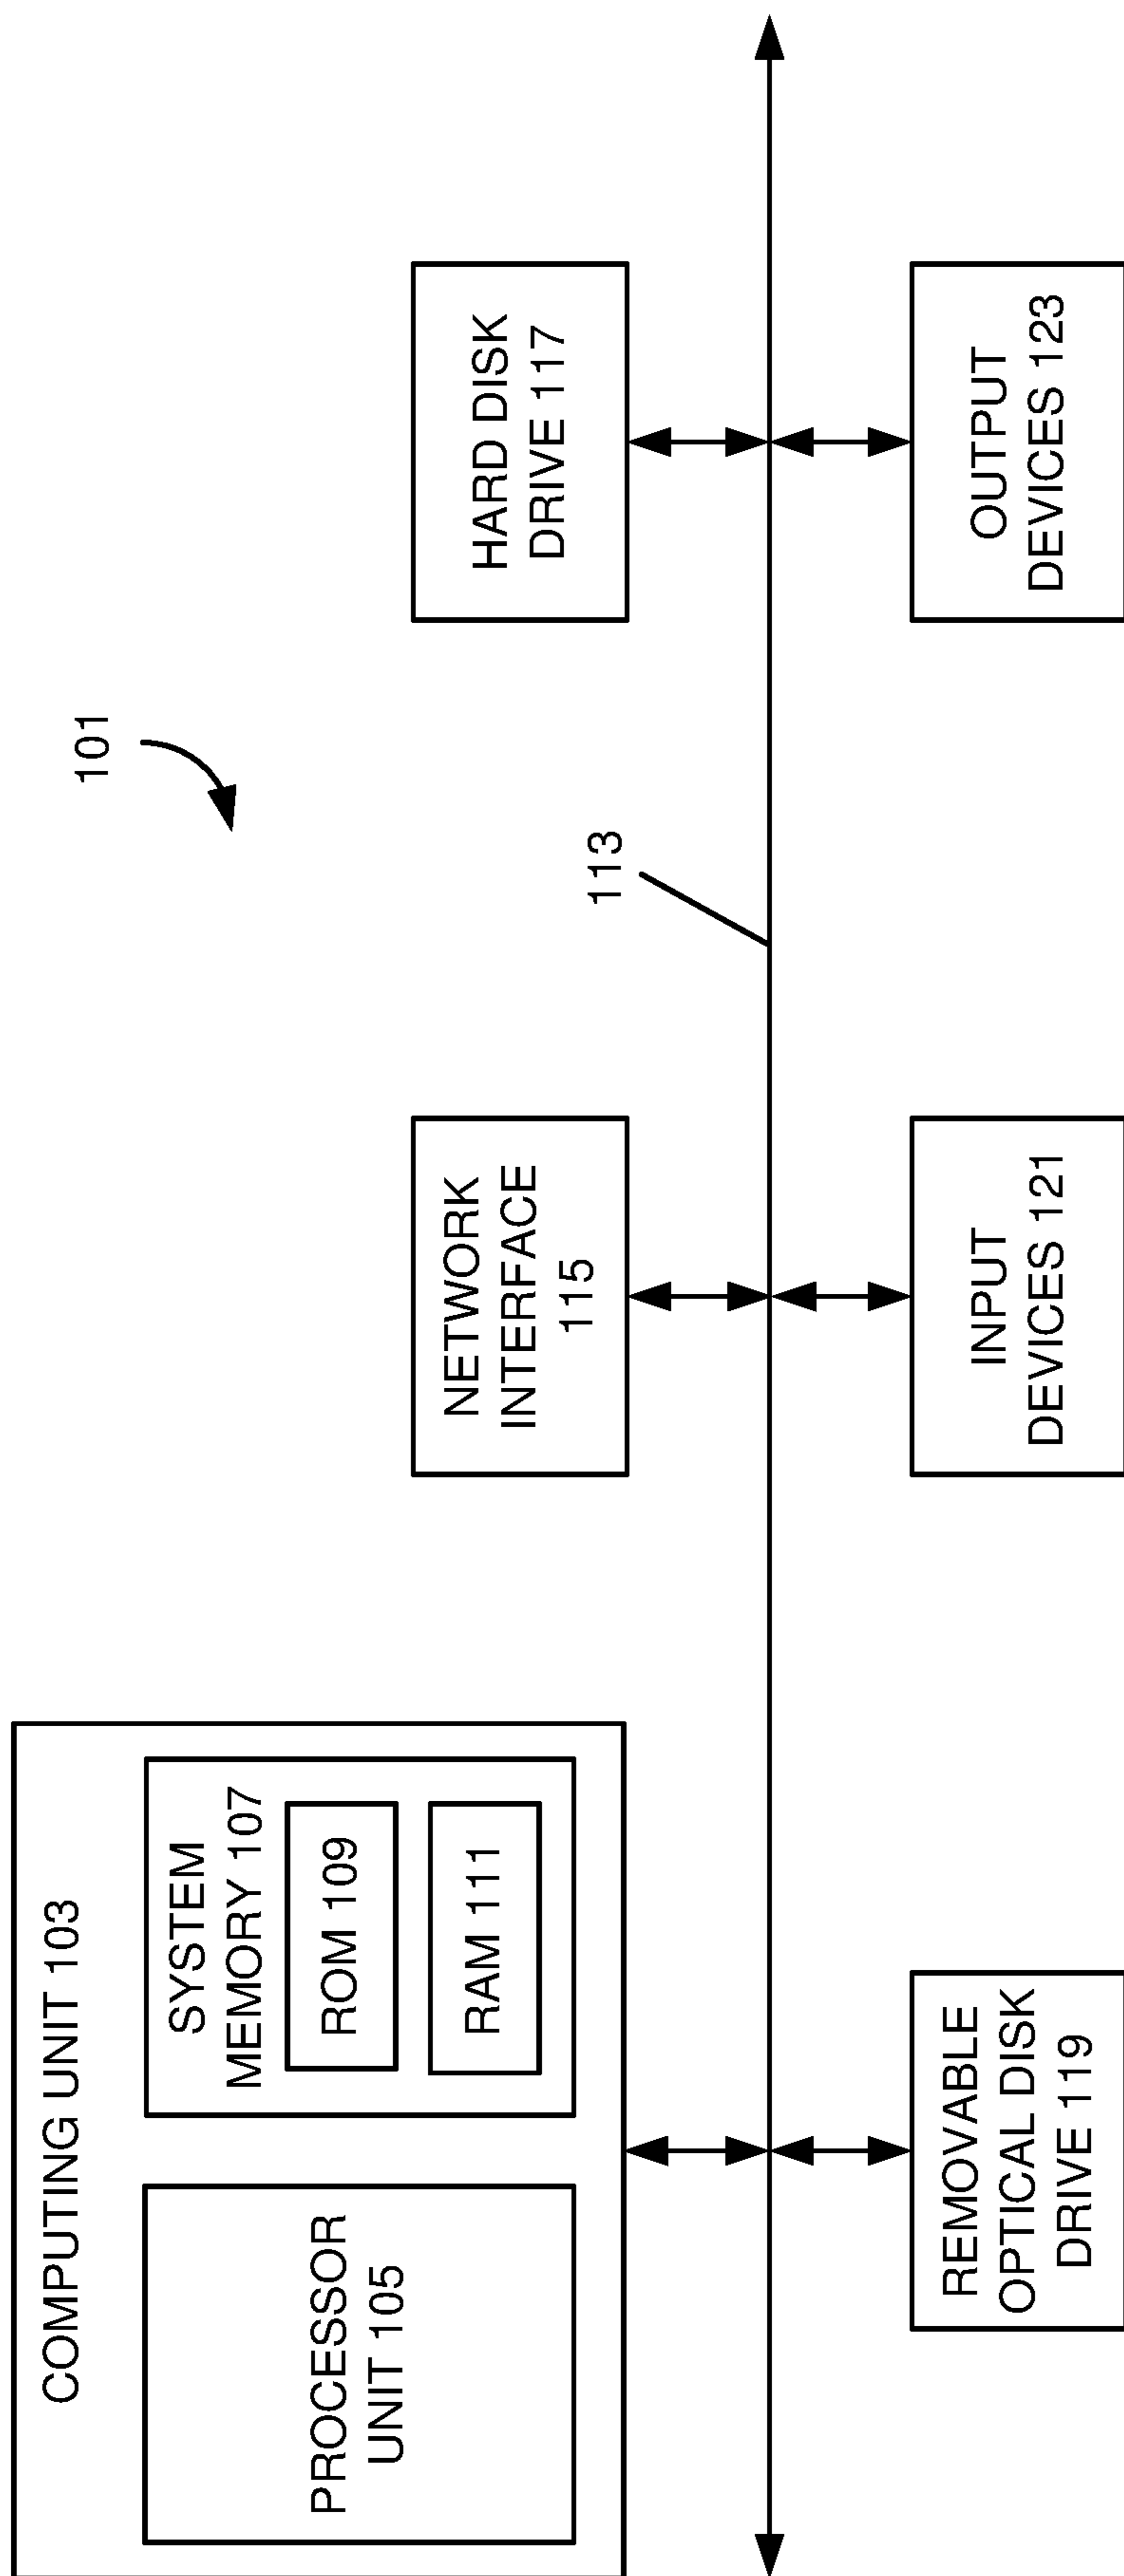 101
COMPUTING UNIT 103
PROCESSOR
UNIT 105
SYSTEM
MEMORY 107
ROM 109
RAM 111
NETWORK
INTERFACE
115
HARD DISK
DRIVE 117
113
REMOVABLE
OPTICAL DISK
DRIVE 119
INPUT
DEVICES 121
OUTPUT
DEVICES 123